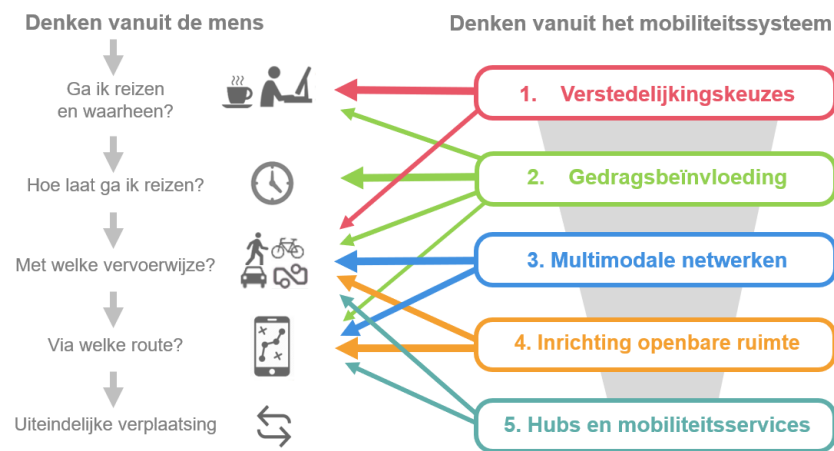 Denken vanuit de mens
Ga ik reizen
en waarheen?
Hoe laat ga ik reizen?
Met welke vervoerwijze?
Via welke route?
Uiteindelijke verplaatsing
Denken vanuit het mobiliteitssysteem
1. Verstedelijkingskeuzes
2. Gedragsbeïnvloeding
3. Multimodale netwerken
4. Inrichting openbare ruimte
5. Hubs en mobiliteitsservices